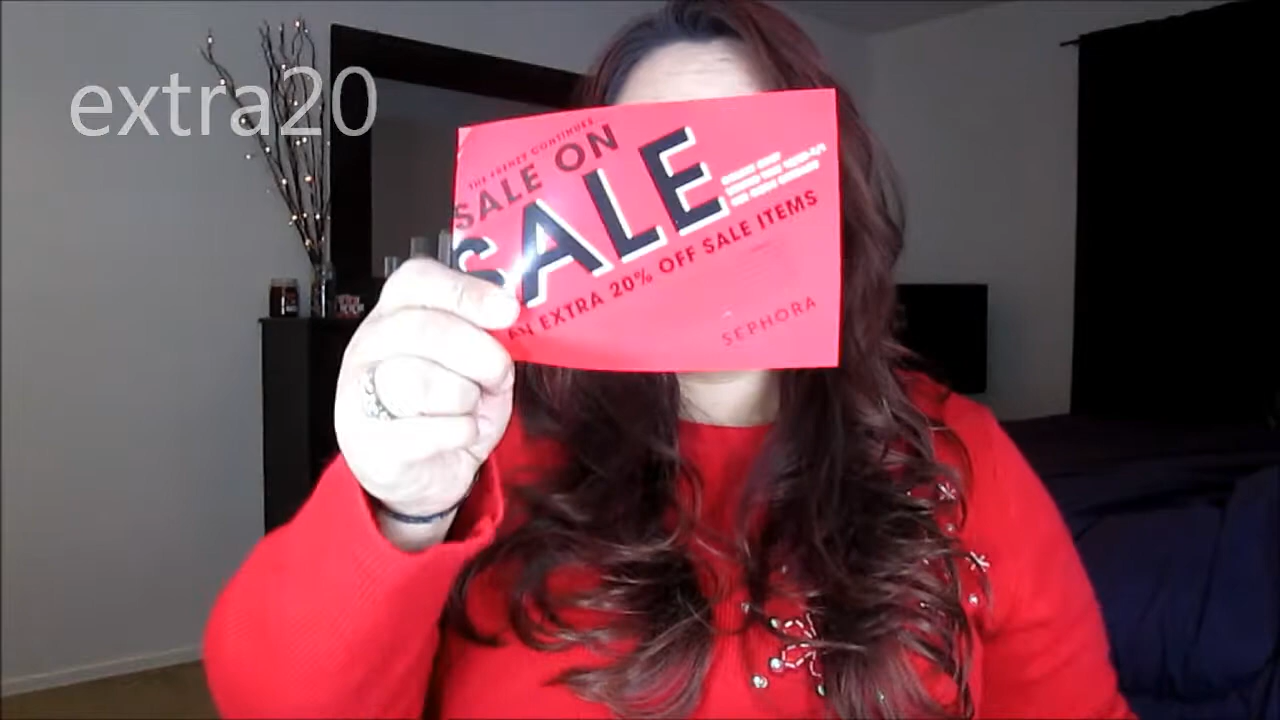 extra20
THE FRENZY CONTINUES...
SALE ON
SALE
AN EXTRA 20% OFF SALE ITEMS
SEPHORA